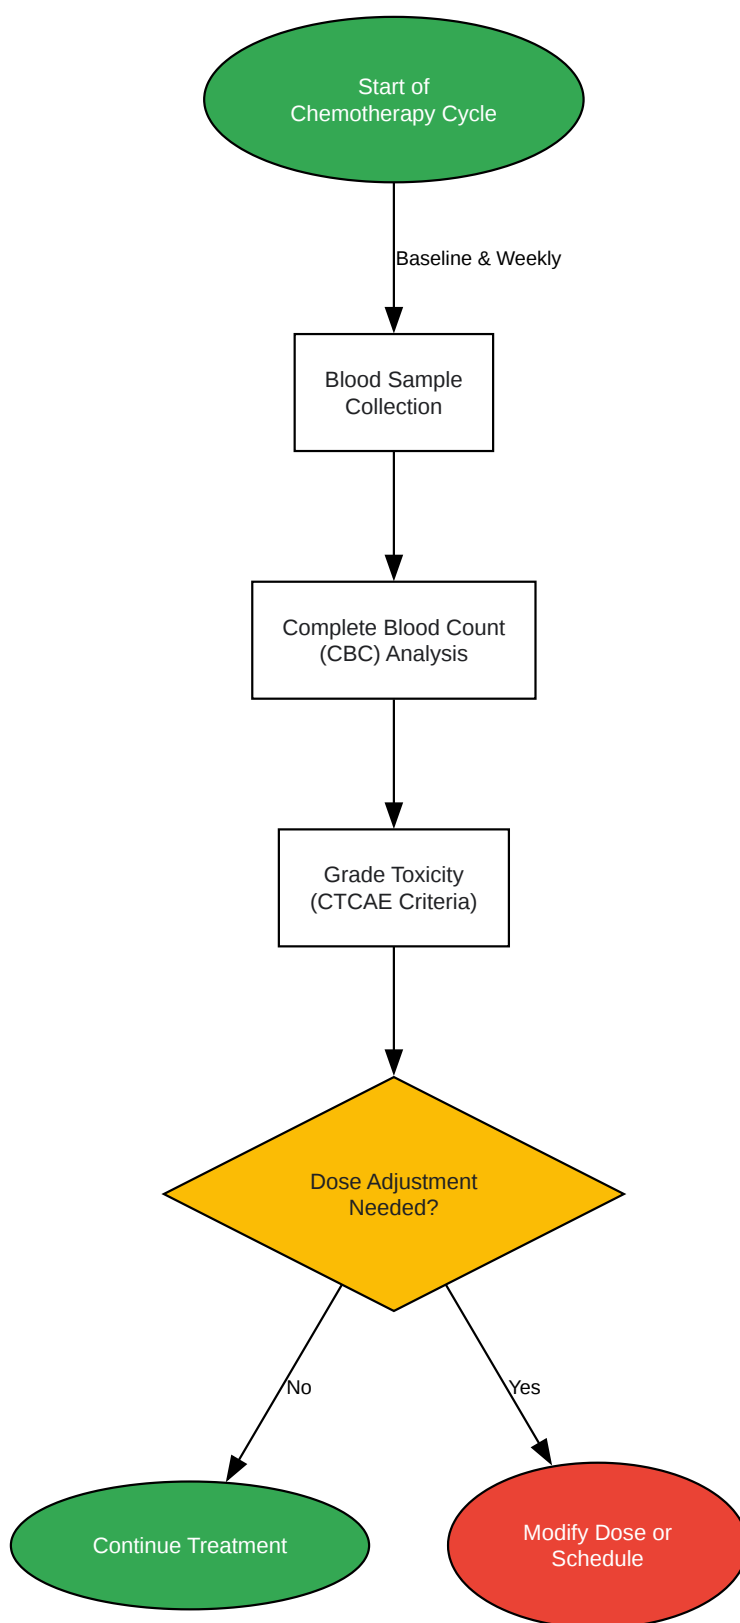 Start of
Chemotherapy Cycle
Baseline & Weekly
Blood Sample
Collection
Complete Blood Count
(CBC) Analysis
Grade Toxicity
(CTCAE Criteria)
Dose Adjustment
Needed?
No
Yes
Continue Treatment
Modify Dose or
Schedule